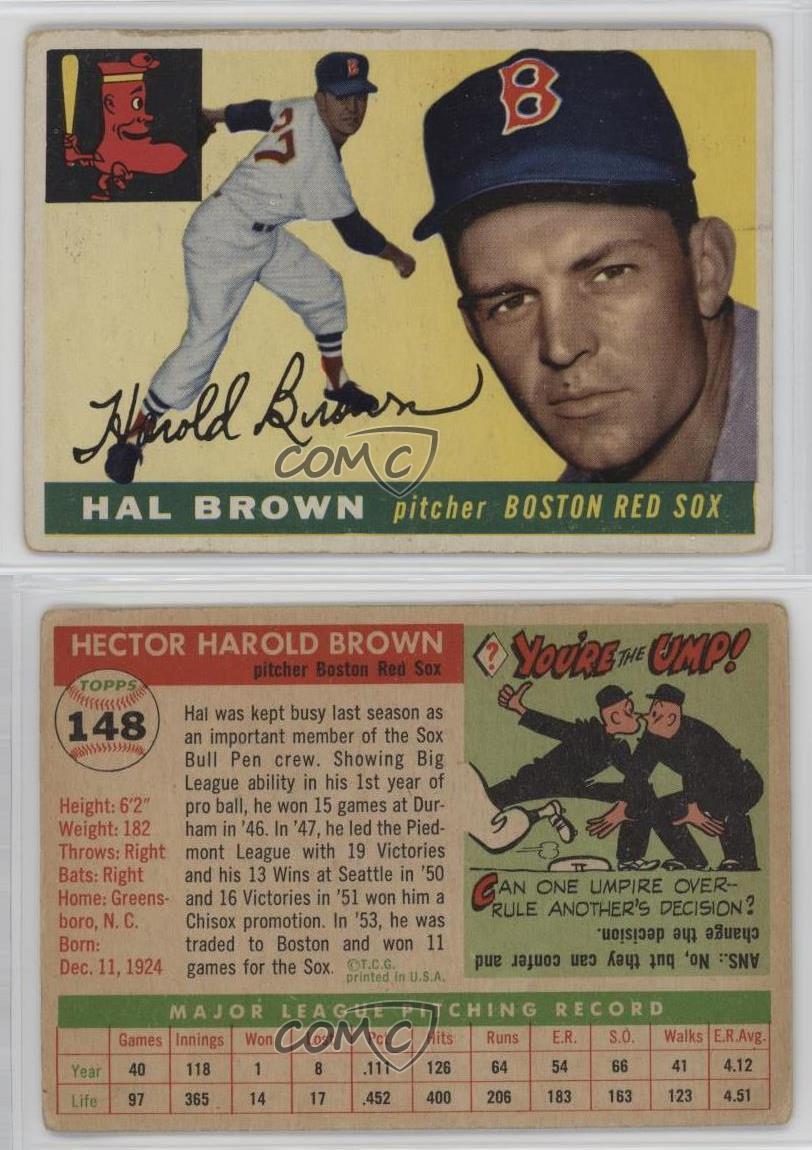 B
B
27
Harold Brown
COMC
HAL BROWN pitcher BOSTON RED SOX
HECTOR HAROLD BROWN
pitcher Boston Red Sox
TOPPS
148
Height: 6'2"
Weight: 182
Throws: Right
Bats: Right
Home: Greens-
boro, N. C.
Born:
Dec. 11, 1924
Hal was kept busy last season as
an important member of the Sox
Bull Pen crew. Showing Big
League ability in his 1st year of
pro ball, he won 15 games at Dur-
ham in '46. In '47, he led the Pied-
mont League with 19 Victories
and his 13 Wins at Seattle in '50
and 16 Victories in '51 won him a
Chisox promotion. In '53, he was
traded to Boston and won 11
games for the Sox. ©T.C.G.
printed in U.S.A.
? YOU'RE THE UMP!
II
CAN ONE UMPIRE OVER-
RULE ANOTHER'S DECISION?
ANS.: No, but they can confer and
change the decision.
MAJOR LEAGUE PITCHING RECORD
COMC
Games Innings Won Lost Pct. Hits Runs E.R. S.O. Walks E.R.Avg.
Year 40 118 1 8 .111 126 64 54 66 41 4.12
Life 97 365 14 17 .452 400 206 183 163 123 4.51